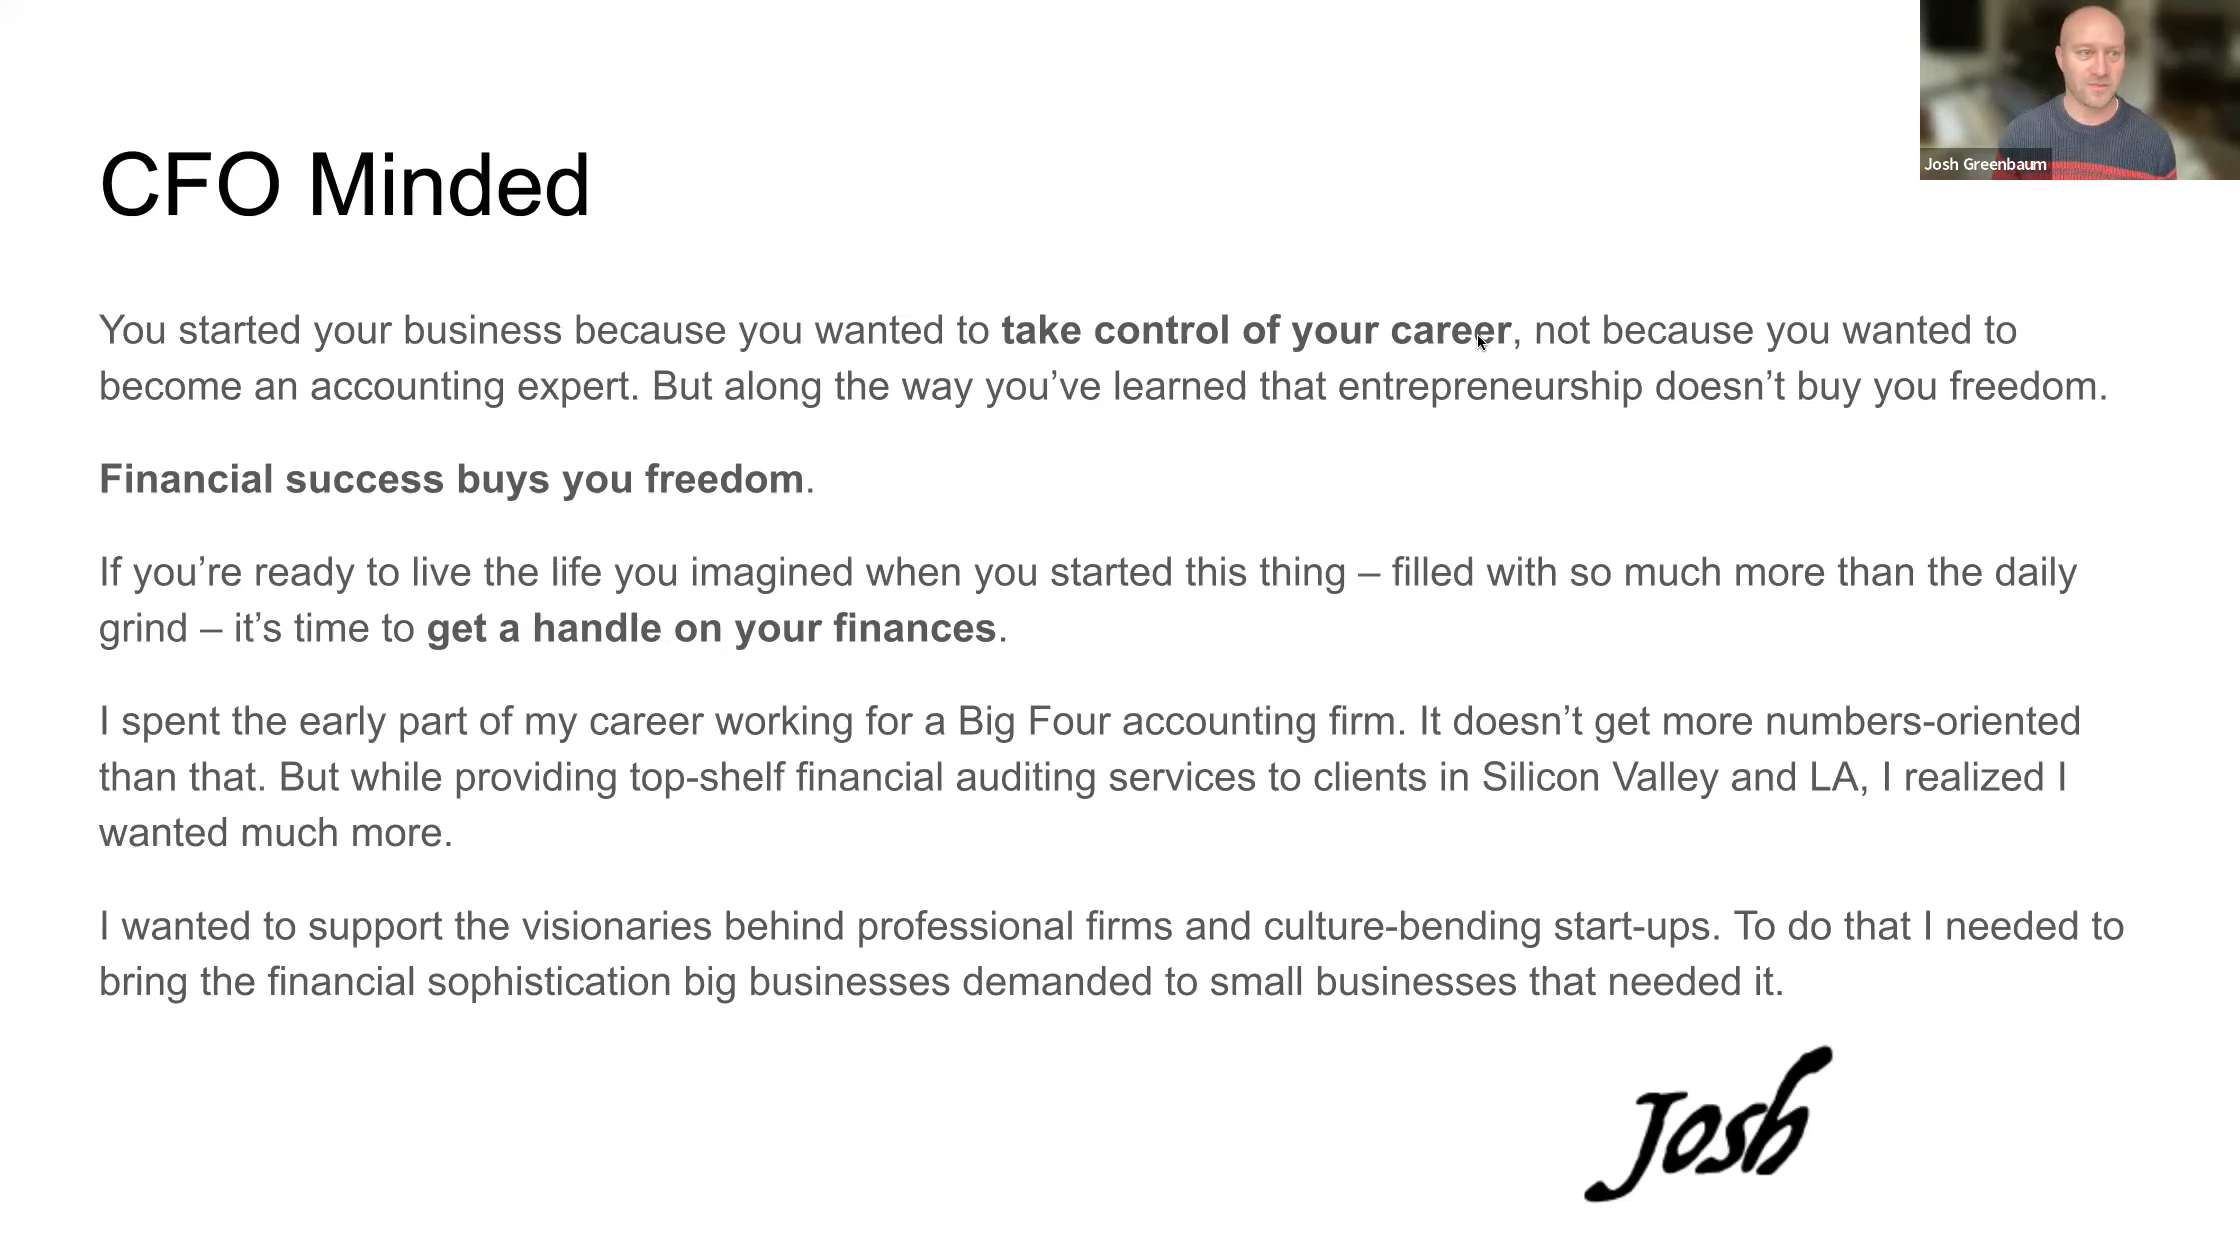 CFO Minded
Josh Greenbaum
You started your business because you wanted to take control of your career, not because you wanted to
become an accounting expert. But along the way you’ve learned that entrepreneurship doesn’t buy you freedom.
Financial success buys you freedom.
If you’re ready to live the life you imagined when you started this thing – filled with so much more than the daily
grind – it’s time to get a handle on your finances.
I spent the early part of my career working for a Big Four accounting firm. It doesn’t get more numbers-oriented
than that. But while providing top-shelf financial auditing services to clients in Silicon Valley and LA, I realized I
wanted much more.
I wanted to support the visionaries behind professional firms and culture-bending start-ups. To do that I needed to
bring the financial sophistication big businesses demanded to small businesses that needed it.
Josh